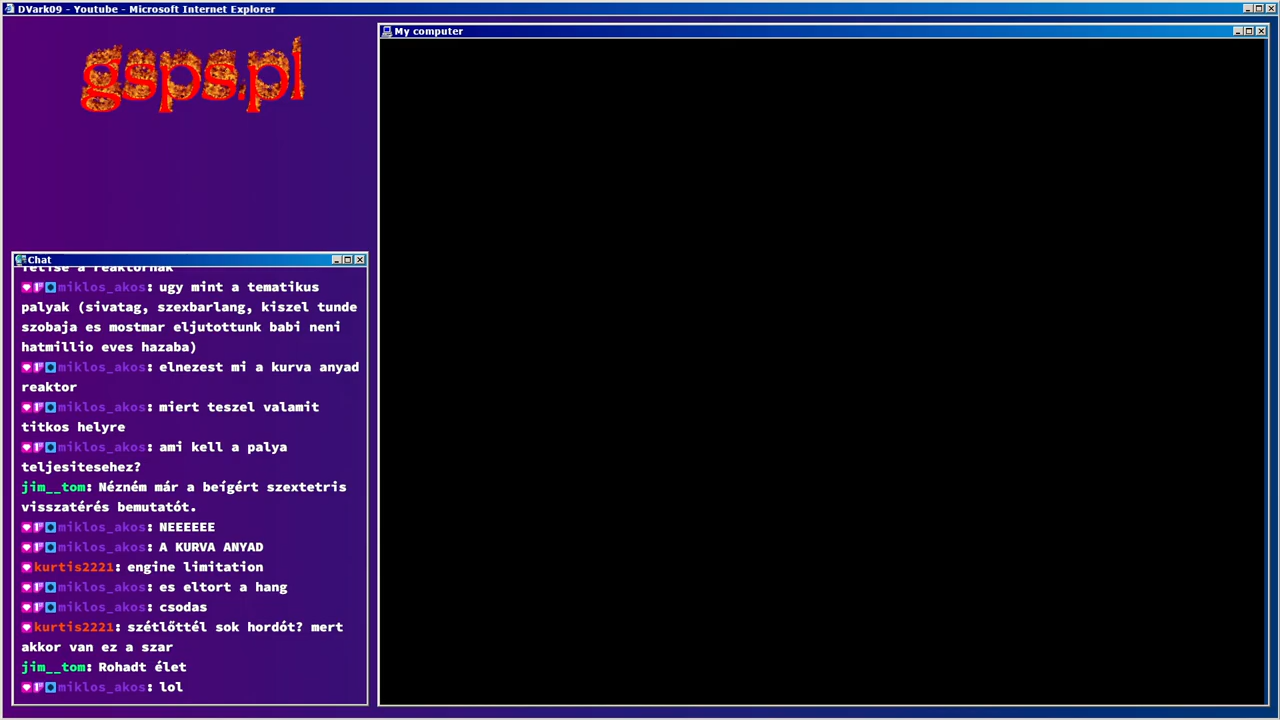 DVark09 - Youtube - Microsoft Internet Explorer
gsps.pl
My computer
Chat
miklos_akos: ugy mint a tematikus
palyak (sivatag, szexbarlang, kiszel tunde
szobaja es mostmar eljutottunk babi neni
hatmillio eves hazaba)
miklos_akos: elnezest mi a kurva anyad
reaktor
miklos_akos: miert teszel valamit
titkos helyre
miklos_akos: ami kell a palya
teljesitesehez?
jim__tom: Nézném már a beígért szextetris
visszatérés bemutatót.
miklos_akos: NEEEEEE
miklos_akos: A KURVA ANYAD
kurtis2221: engine limitation
miklos_akos: es eltort a hang
miklos_akos: csodas
kurtis2221: szétlőttél sok hordót? mert
akkor van ez a szar
jim__tom: Rohadt élet
miklos_akos: lol